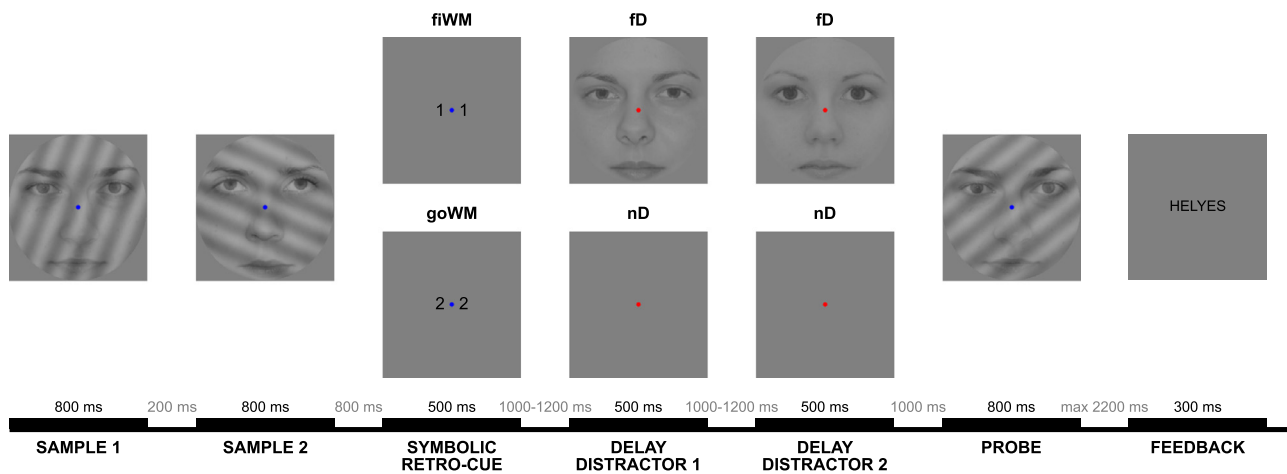 fiWM
fD
fD
1 1
goWM
nD
nD
2 2
HELYES
800 ms
200 ms
800 ms
800 ms
500 ms
1000-1200 ms
500 ms
1000-1200 ms
500 ms
1000 ms
800 ms
max 2200 ms
300 ms
SAMPLE 1
SAMPLE 2
SYMBOLIC
RETRO-CUE
DELAY
DISTRACTOR 1
DELAY
DISTRACTOR 2
PROBE
FEEDBACK